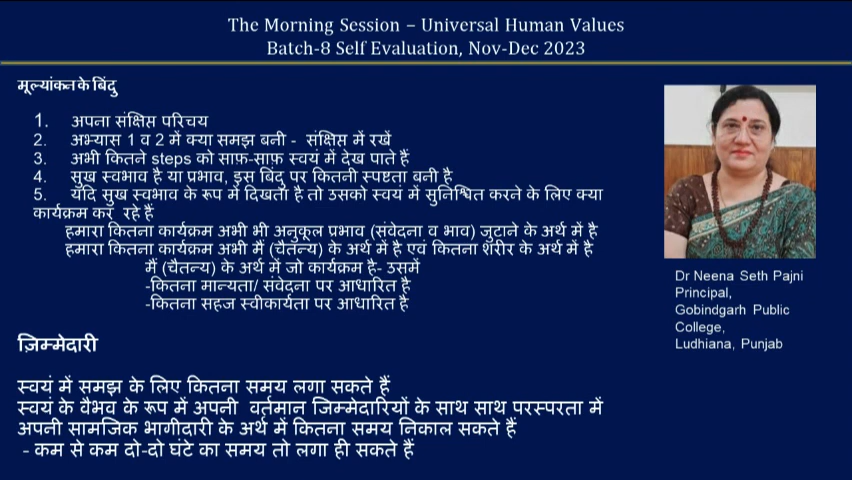 The Morning Session – Universal Human Values
Batch-8 Self Evaluation, Nov-Dec 2023
मूल्यांकन के बिंदु
1. अपना संक्षिप्त परिचय
2. अभ्यास 1 व 2 में क्या समझ बनी - संक्षिप्त में रखें
3. अभी कितने steps को साफ़-साफ़ स्वयं में देख पाते हैं
4. सुख स्वभाव है या प्रभाव, इस बिंदु पर कितनी स्पष्टता बनी है
5. यदि सुख स्वभाव के रूप में दिखता है तो उसको स्वयं में सुनिश्चित करने के लिए क्या
कार्यक्रम कर रहे हैं
हमारा कितना कार्यक्रम अभी भी अनुकूल प्रभाव (संवेदना व भाव) जुटाने के अर्थ में है
हमारा कितना कार्यक्रम अभी मैं (चैतन्य) के अर्थ में है एवं कितना शरीर के अर्थ में है
मैं (चैतन्य) के अर्थ में जो कार्यक्रम है- उसमें
-कितना मान्यता/ संवेदना पर आधारित है
-कितना सहज स्वीकार्यता पर आधारित है
ज़िम्मेदारी
स्वयं में समझ के लिए कितना समय लगा सकते हैं
स्वयं के वैभव के रूप में अपनी वर्तमान जिम्मेदारियों के साथ साथ परस्परता में
अपनी सामजिक भागीदारी के अर्थ में कितना समय निकाल सकते हैं
- कम से कम दो-दो घंटे का समय तो लगा ही सकते हैं
Dr Neena Seth Pajni
Principal,
Gobindgarh Public
College,
Ludhiana, Punjab